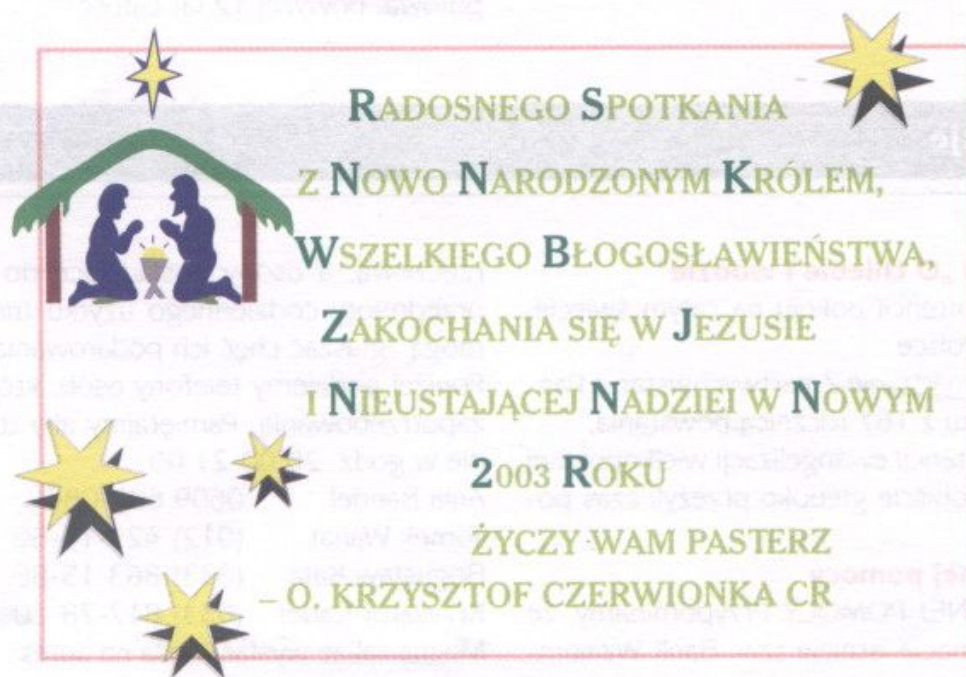 RADOSNEGO SPOTKANIA
Z NOWO NARODZONYM KRÓLEM,
WSZELKIEGO BŁOGOSŁAWIEŃSTWA,
ZAKOCHANIA SIĘ W JEZUSIE
I NIEUSTAJĄCEJ NADZIEI W NOWYM
2003 ROKU
ŻYCZY WAM PASTERZ
– O. KRZYSZTOF CZERWIONKA CR